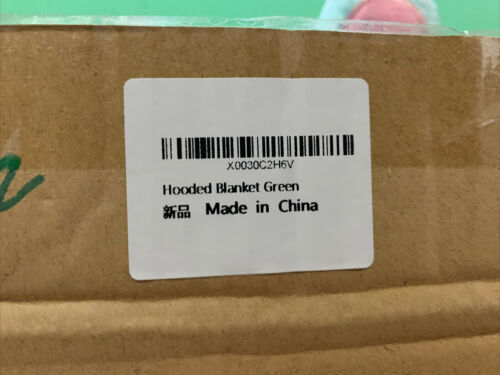 X0030C2H6V
Hooded Blanket Green
新品 Made in China